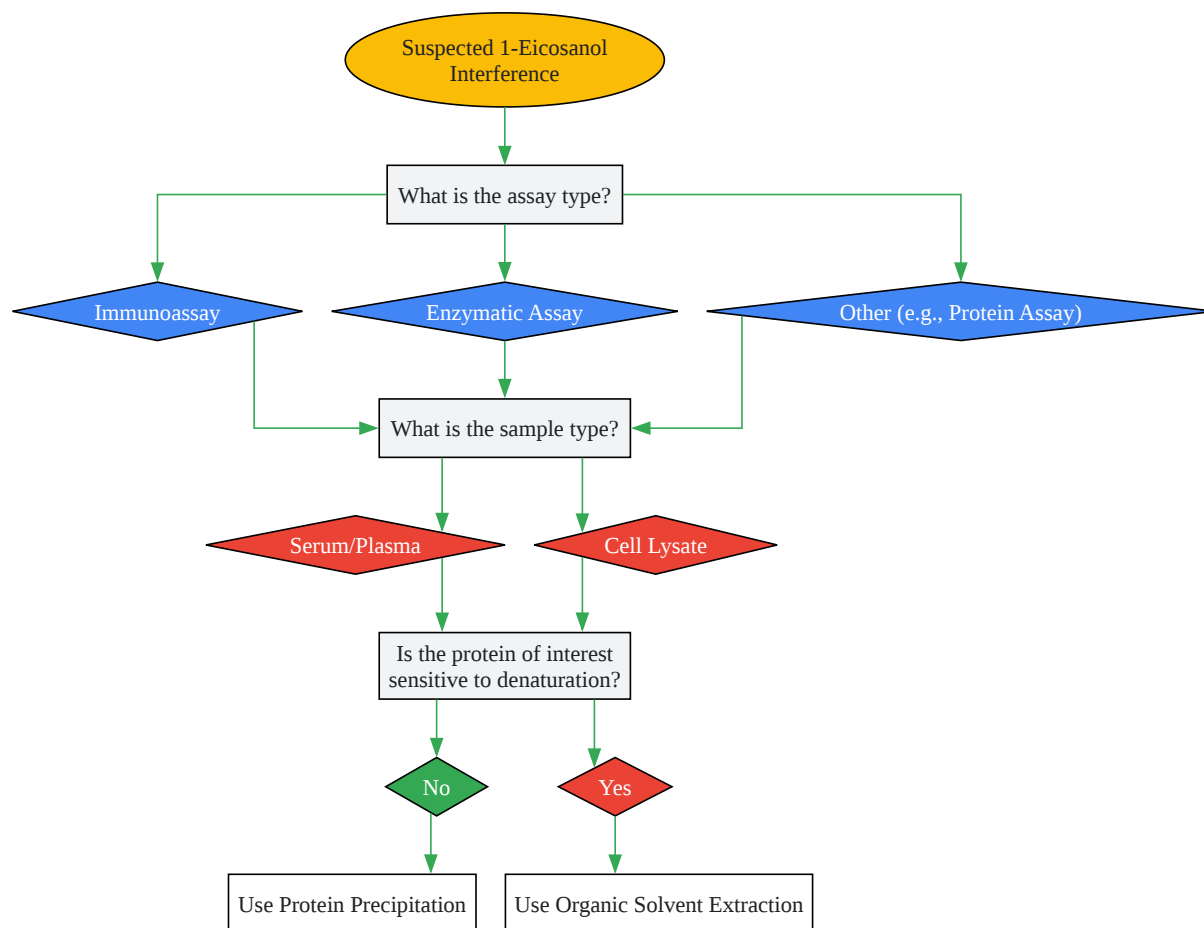 Suspected 1-Eicosanol
Interference
What is the assay type?
Immunoassay
Enzymatic Assay
Other (e.g., Protein Assay)
What is the sample type?
Serum/Plasma
Cell Lysate
Is the protein of interest
sensitive to denaturation?
No
Yes
Use Protein Precipitation
Use Organic Solvent Extraction